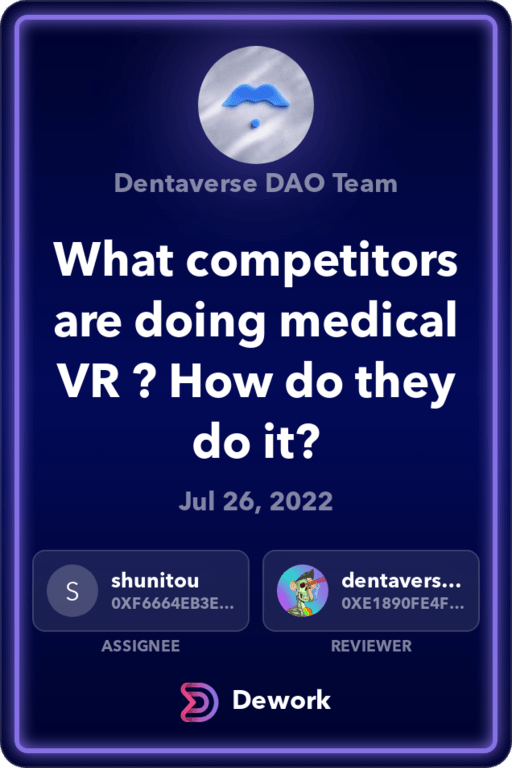 Dentaverse DAO Team
What competitors
are doing medical
VR ? How do they
do it?
Jul 26, 2022
S
shunitou
0XF6664EB3E...
ASSIGNEE
dentavers...
0XE1890FE4F...
REVIEWER
Dework